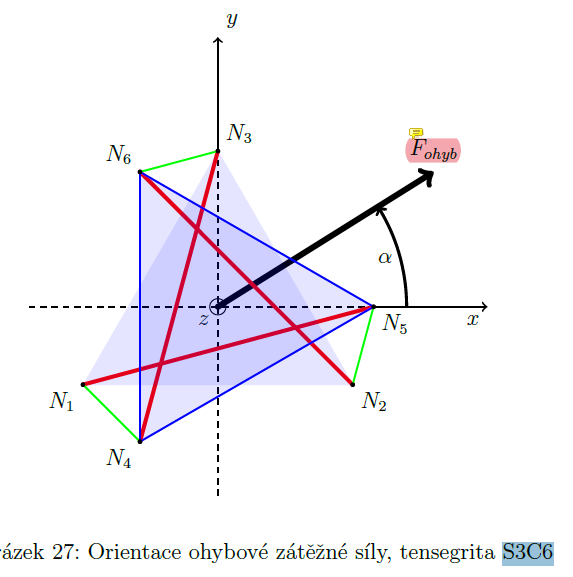 y
N3
N6
Fohyb
α
z
N5
x
N1
N2
N4
ázek 27: Orientace ohybové zátěžné síly, tensegrita S3C6